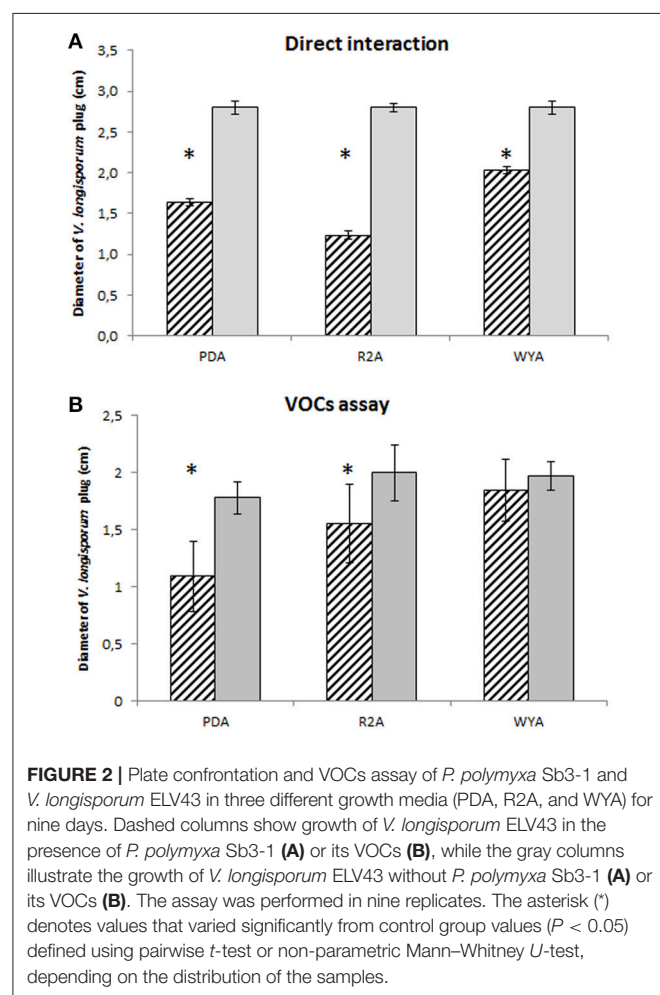 A
Direct interaction
Diameter of V. longisporum plug (cm)
3,5
3,0
2,5
2,0
1,5
1,0
0,5
0,0
*
*
*
PDA
R2A
WYA
B
VOCs assay
Diameter of V. longisporum plug (cm)
2,5
2
1,5
1
0,5
0
*
*
PDA
R2A
WYA
FIGURE 2 | Plate confrontation and VOCs assay of P. polymyxa Sb3-1 and
V. longisporum ELV43 in three different growth media (PDA, R2A, and WYA) for
nine days. Dashed columns show growth of V. longisporum ELV43 in the
presence of P. polymyxa Sb3-1 (A) or its VOCs (B), while the gray columns
illustrate the growth of V. longisporum ELV43 without P. polymyxa Sb3-1 (A) or
its VOCs (B). The assay was performed in nine replicates. The asterisk (*)
denotes values that varied significantly from control group values (P < 0.05)
defined using pairwise t-test or non-parametric Mann–Whitney U-test,
depending on the distribution of the samples.